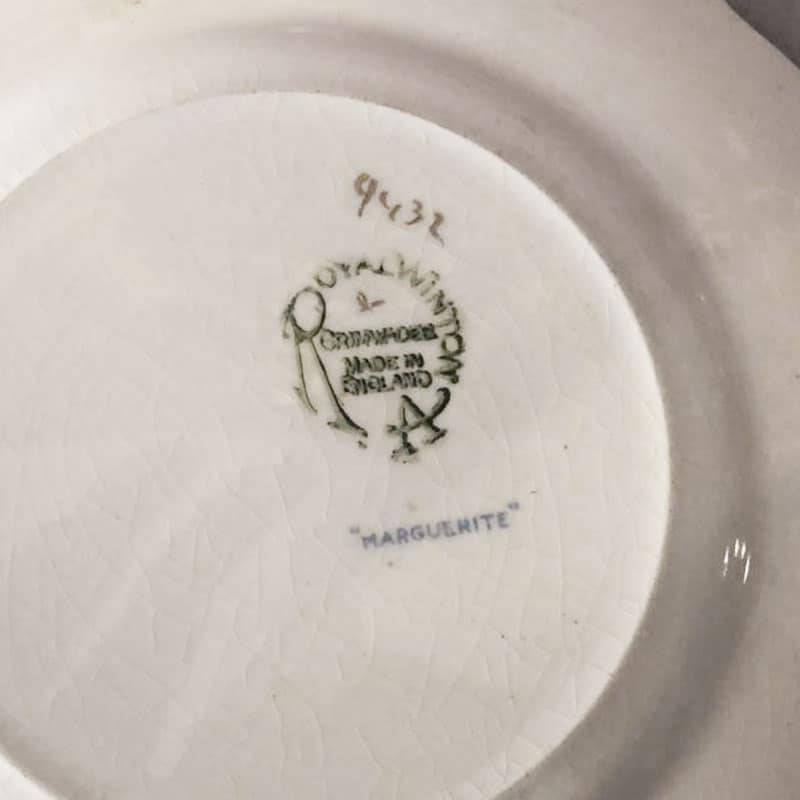 9432
ROYAL WINTON
GRIMWADES
MADE IN
ENGLAND
A
"MARGUERITE"